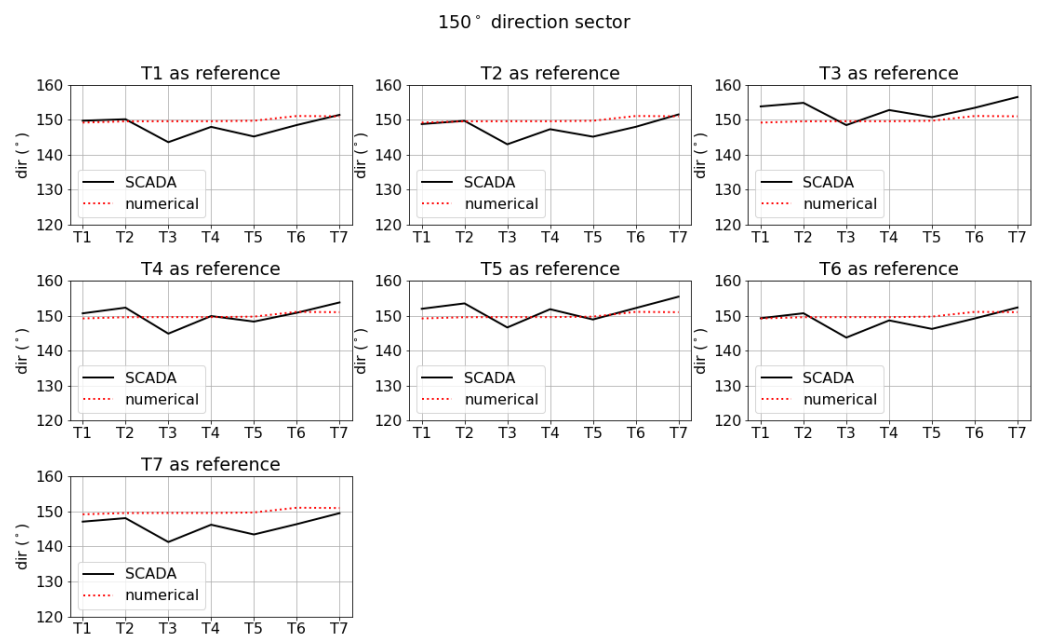 150° direction sector
T1 as reference
dir (°)
160
150
140
130
120
SCADA
numerical
T1 T2 T3 T4 T5 T6 T7
T2 as reference
dir (°)
160
150
140
130
120
SCADA
numerical
T1 T2 T3 T4 T5 T6 T7
T3 as reference
dir (°)
160
150
140
130
120
SCADA
numerical
T1 T2 T3 T4 T5 T6 T7
T4 as reference
dir (°)
160
150
140
130
120
SCADA
numerical
T1 T2 T3 T4 T5 T6 T7
T5 as reference
dir (°)
160
150
140
130
120
SCADA
numerical
T1 T2 T3 T4 T5 T6 T7
T6 as reference
dir (°)
160
150
140
130
120
SCADA
numerical
T1 T2 T3 T4 T5 T6 T7
T7 as reference
dir (°)
160
150
140
130
120
SCADA
numerical
T1 T2 T3 T4 T5 T6 T7